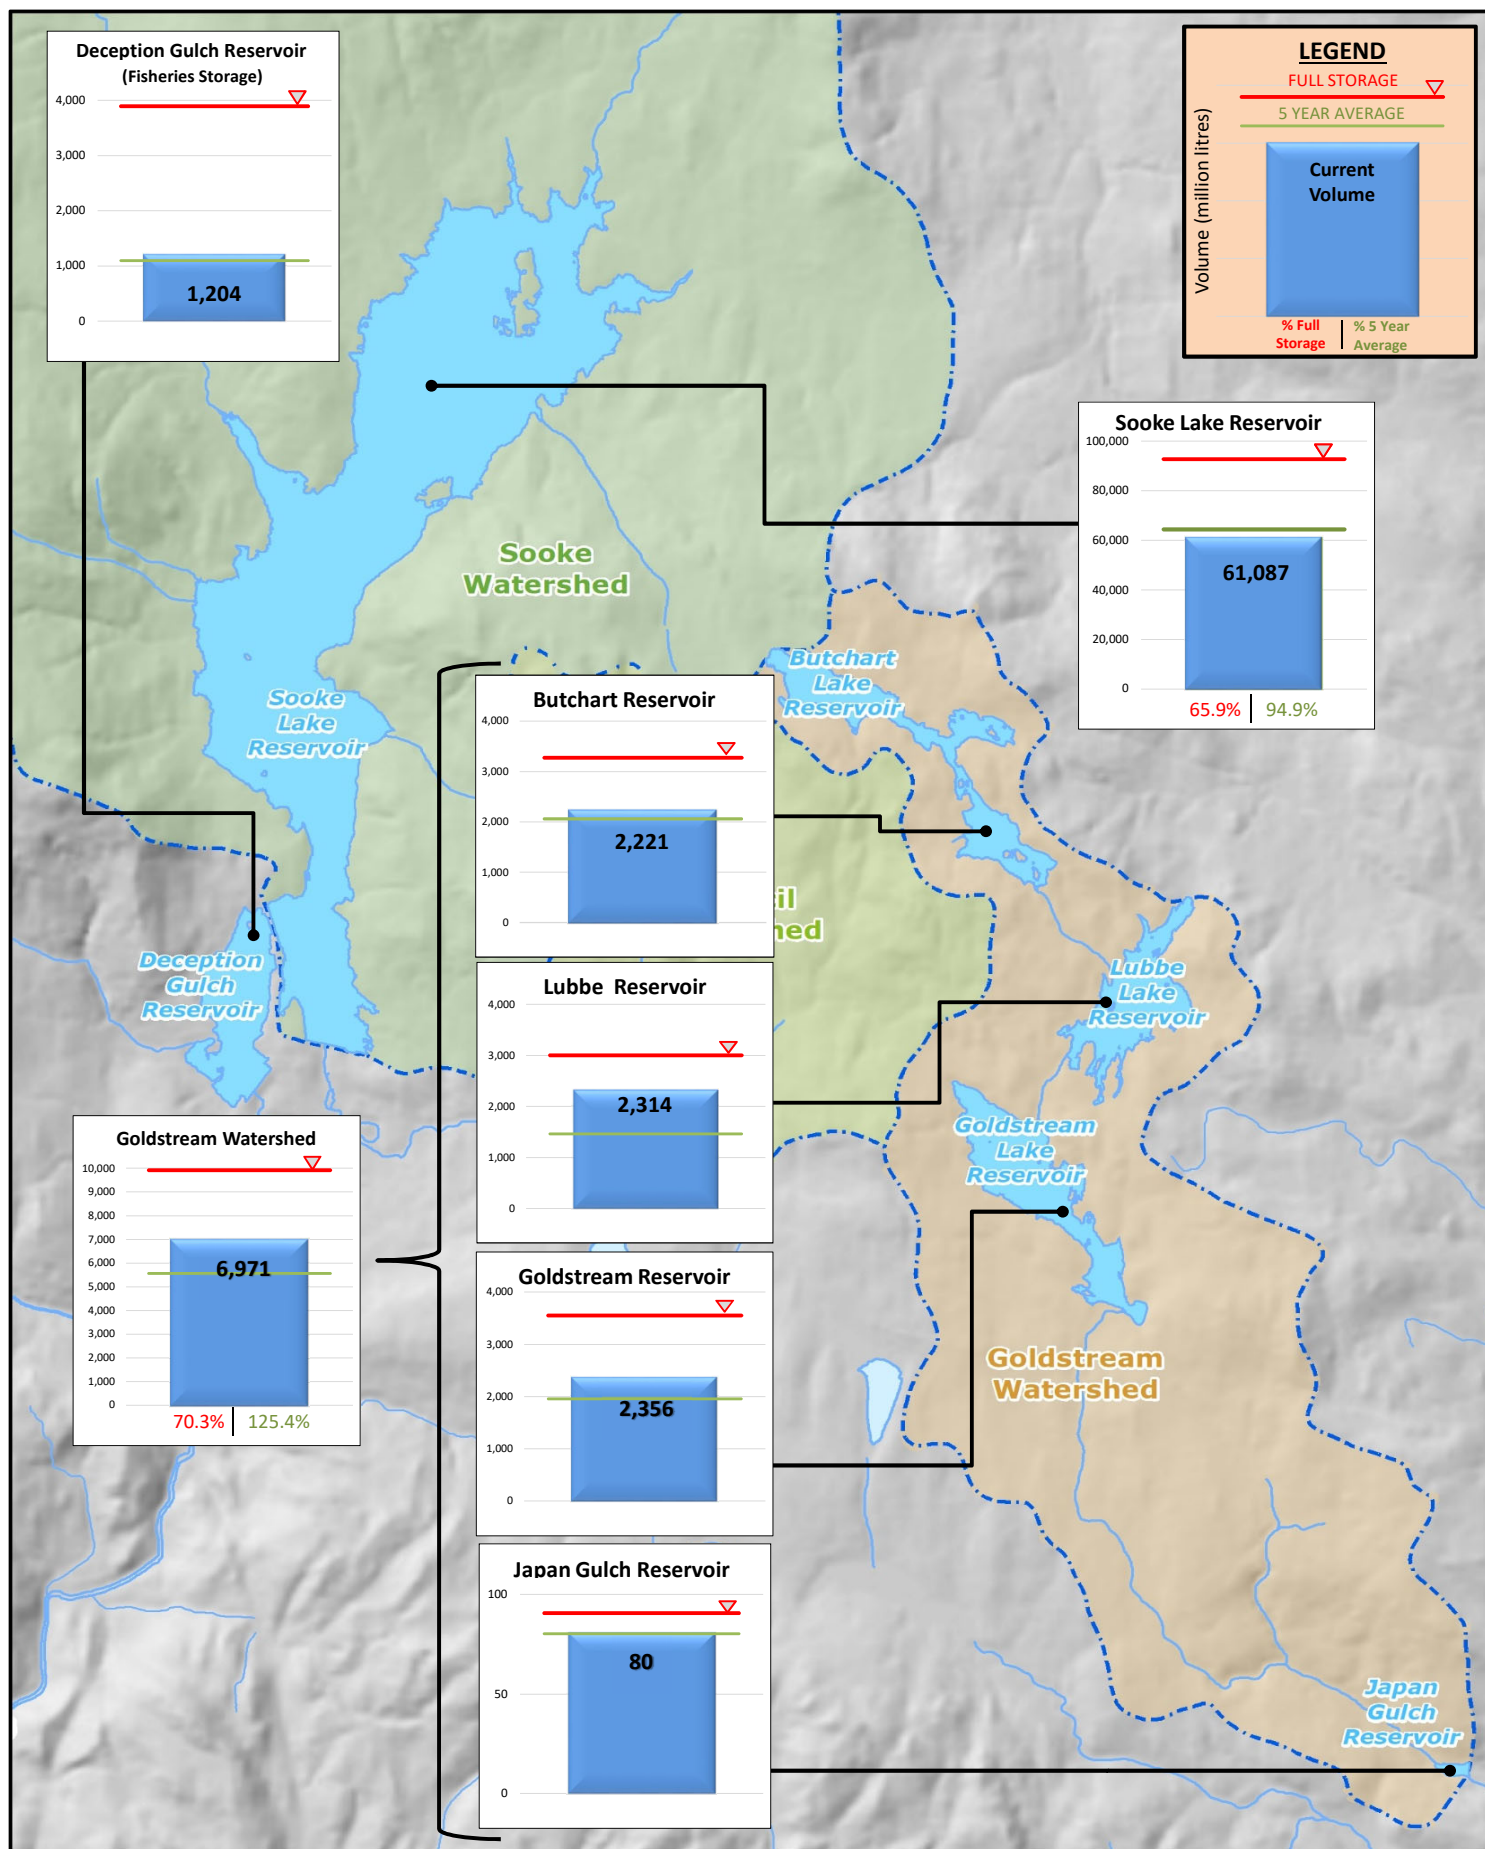 Deception Gulch Reservoir
(Fisheries Storage)
4,000
3,000
2,000
1,000
0
1,204
LEGEND
FULL STORAGE
5 YEAR AVERAGE
Volume (million litres)
Current
Volume
% Full
Storage
% 5 Year
Average
Sooke Lake Reservoir
100,000
80,000
60,000
40,000
20,000
0
61,087
65.9%
94.9%
Sooke
Watershed
Sooke
Lake
Reservoir
Butchart
Lake
Reservoir
Butchart Reservoir
4,000
3,000
2,000
1,000
0
2,221
Deception
Gulch
Reservoir
Lubbe
Lake
Reservoir
Lubbe Reservoir
4,000
3,000
2,000
1,000
0
2,314
Goldstream
Lake
Reservoir
Goldstream Watershed
10,000
9,000
8,000
7,000
6,000
5,000
4,000
3,000
2,000
1,000
0
6,971
70.3%
125.4%
Goldstream Reservoir
4,000
3,000
2,000
1,000
0
2,356
Goldstream
Watershed
Japan Gulch Reservoir
100
50
0
80
Japan
Gulch
Reservoir